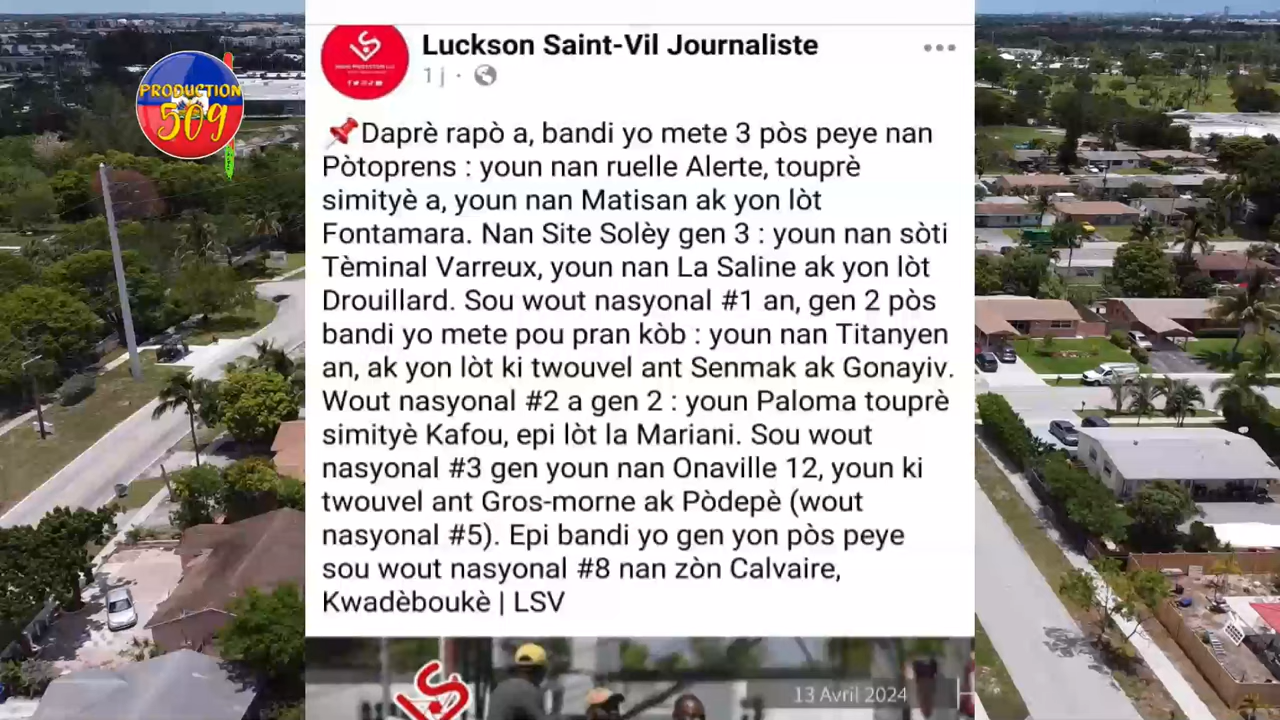 PRODUCTION
509
Luckson Saint-Vil Journaliste
1 j ·
📌Daprè rapò a, bandi yo mete 3 pòs peye nan
Pòtoprens : youn nan ruelle Alerte, touprè
simityè a, youn nan Matisan ak yon lòt
Fontamara. Nan Site Solèy gen 3 : youn nan sòti
Tèminal Varreux, youn nan La Saline ak yon lòt
Drouillard. Sou wout nasyonal #1 an, gen 2 pòs
bandi yo mete pou pran kòb : youn nan Titanyen
an, ak yon lòt ki twouvel ant Senmak ak Gonayiv.
Wout nasyonal #2 a gen 2 : youn Paloma touprè
simityè Kafou, epi lòt la Mariani. Sou wout
nasyonal #3 gen youn nan Onaville 12, youn ki
twouvel ant Gros-morne ak Pòdepè (wout
nasyonal #5). Epi bandi yo gen yon pòs peye
sou wout nasyonal #8 nan zòn Calvaire,
Kwadèboukè | LSV
13 Avril 2024